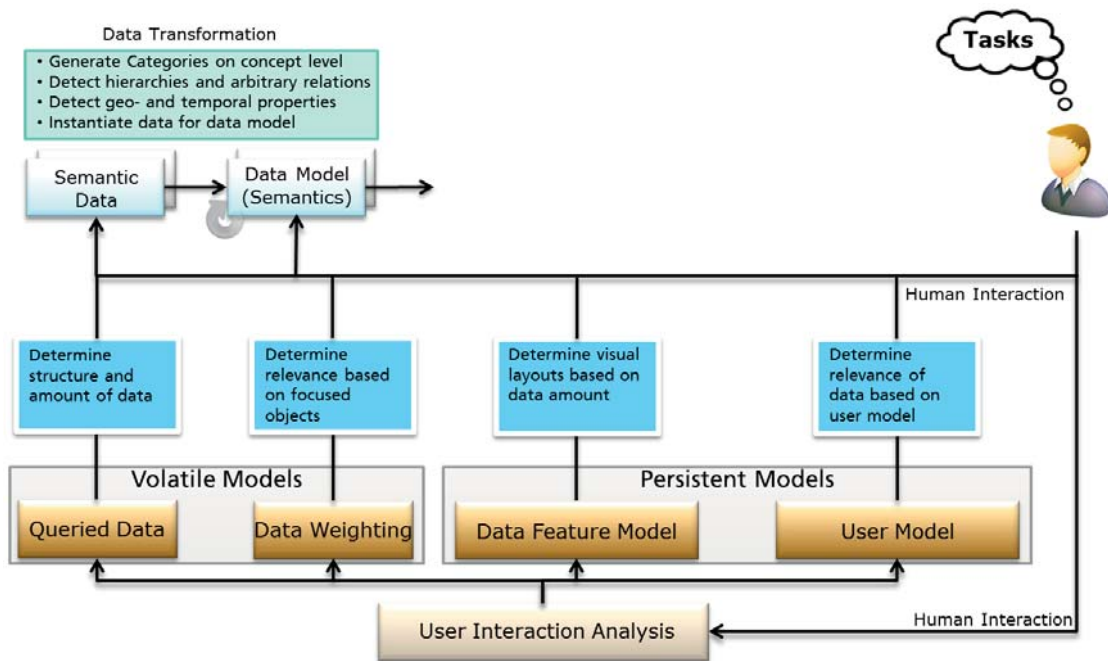 Data Transformation
• Generate Categories on concept level
• Detect hierarchies and arbitrary relations
• Detect geo- and temporal properties
• Instantiate data for data model
Tasks
Semantic
Data
Data Model
(Semantics)
Human Interaction
Determine
structure and
amount of data
Determine
relevance based
on focused
objects
Determine visual
layouts based on
data amount
Determine
relevance of
data based on
user model
Volatile Models
Persistent Models
Queried Data
Data Weighting
Data Feature Model
User Model
User Interaction Analysis
Human Interaction